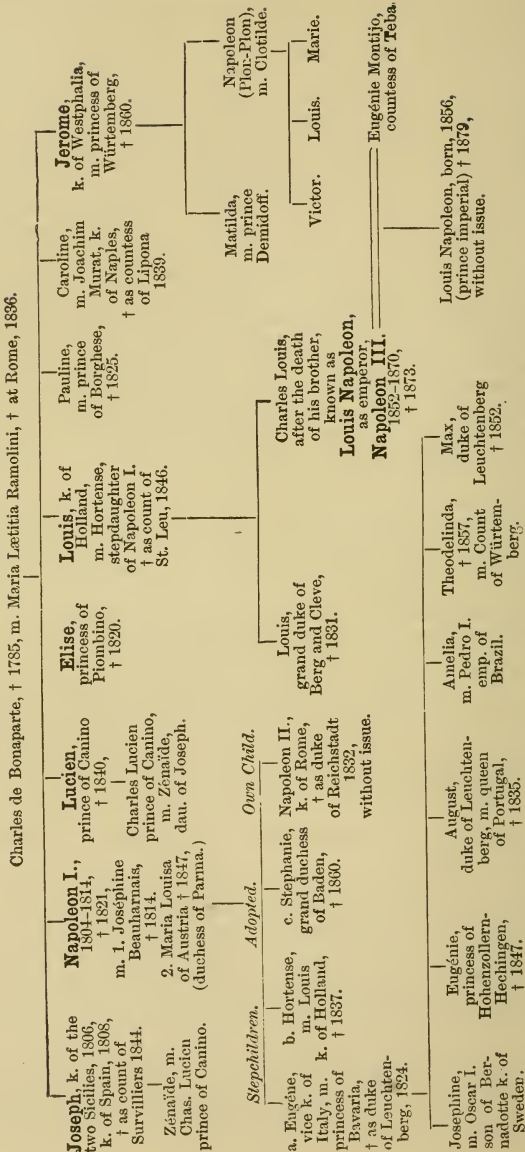 Charles de Bonaparte, † 1785, m. Maria Lætitia Ramolini, † at Rome, 1836.
Joseph, k. of the
two Sicilies, 1806,
k. of Spain, 1808,
† as count of
Survilliers 1844.
Zénaïde, m.
Chas. Lucien
prince of Canino.
Napoleon I.,
1804–1814,
† 1821,
m. 1. Joséphine
Beauharnais,
† 1814.
2. Maria Louisa
of Austria † 1847,
(duchess of Parma.)
Lucien,
prince of Canino
† 1840,
Charles Lucien
prince of Canino,
m. Zénaïde,
dau. of Joseph.
Elise,
princess of
Piombino,
† 1820.
Louis, k. of
Holland,
m. Hortense,
stepdaughter
of Napoleon I.
† as count of
St. Leu, 1846.
Pauline,
m. prince
of Borghese,
† 1825.
Caroline,
m. Joachim
Murat, k.
of Naples,
† as countess
of Lipona
1839.
Jerome,
k. of Westphalia,
m. princess of
Würtemberg,
† 1860.
Matilda,
m. prince
Demidoff.
Napoleon
(Plon-Plon),
m. Clotilde.
Victor. Louis. Marie.
Stepchildren. Adopted. Own Child.
a. Eugéne,
vice k. of
Italy, m.
princess of
Bavaria,
† as duke
of Leuchten-
berg, 1824.
b. Hortense,
m. Louis
k. of Holland,
† 1837.
c. Stephanie,
grand duchess
of Baden,
† 1860.
Napoleon II.,
k. of Rome,
† as duke
of Reichstadt
1832,
without issue.
Louis,
grand duke of
Berg and Cleve,
† 1831.
Charles Louis,
after the death
of his brother,
known as
Louis Napoleon,
as emperor,
Napoleon III.
1852–1870,
† 1873.
Eugénie Montijo,
countess of Teba.
Louis Napoleon, born, 1856,
(prince imperial) † 1879,
without issue.
Josephine,
m. Oscar I.
son of Ber-
nadotte k. of
Sweden.
Eugénie,
princess of
Hohenzollern-
Hechingen,
† 1847.
August,
duke of Leuchten-
berg, m. queen
of Portugal,
† 1835.
Amelia,
m. Pedro I.
emp. of
Brazil.
Theodelinda,
† 1857,
m. Count
of Würtem-
berg.
Max,
duke of
Leuchtenberg
† 1852.